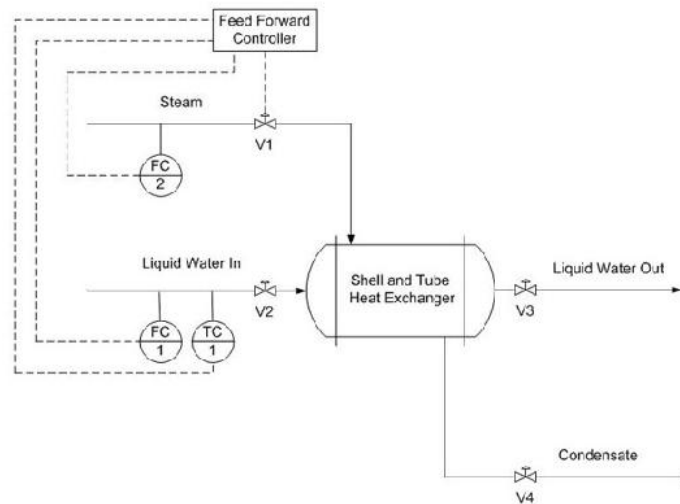 Feed Forward
Controller
Steam
V1
FC
2
Liquid Water In
Shell and Tube
Heat Exchanger
Liquid Water Out
V2
V3
FC
1
TC
1
Condensate
V4